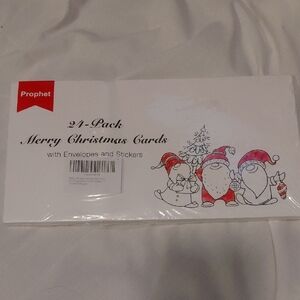 Prophet
24-Pack
Merry Christmas Cards
with Envelopes and Stickers